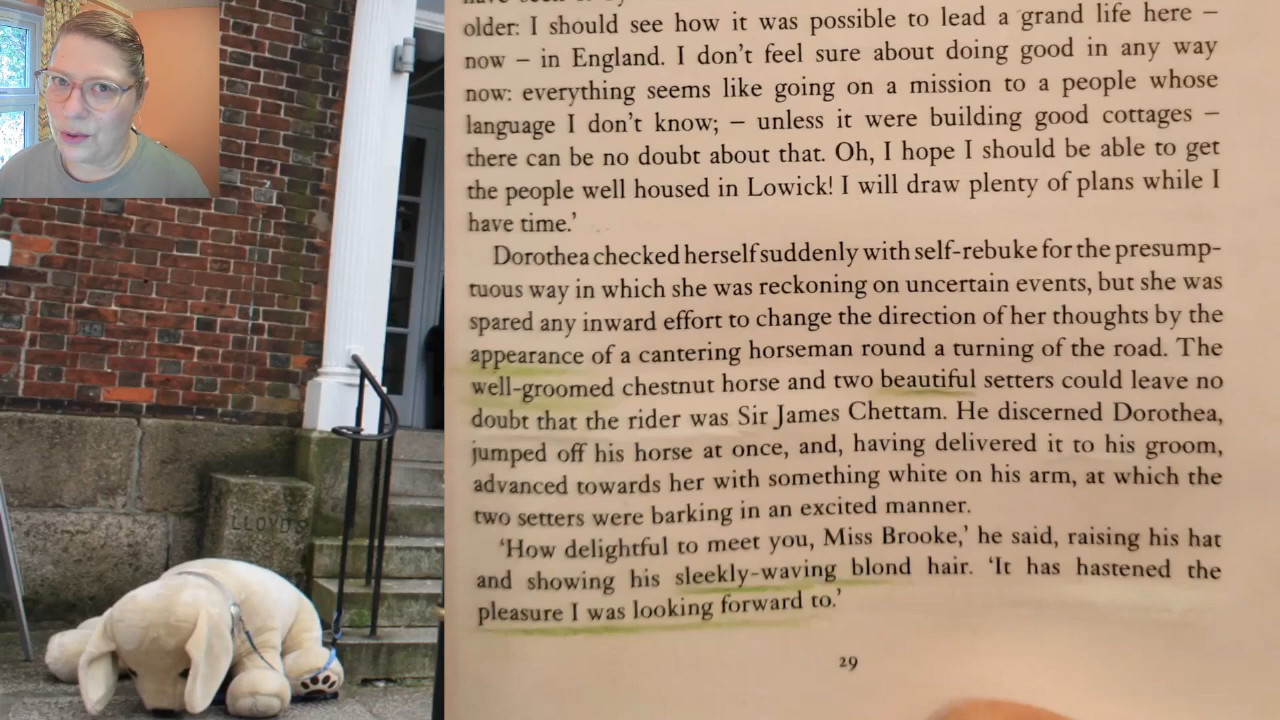 older: I should see how it was possible to lead a grand life here –
now – in England. I don't feel sure about doing good in any way
now: everything seems like going on a mission to a people whose
language I don't know; – unless it were building good cottages –
there can be no doubt about that. Oh, I hope I should be able to get
the people well housed in Lowick! I will draw plenty of plans while I
have time.'
Dorothea checked herself suddenly with self-rebuke for the presump-
tuous way in which she was reckoning on uncertain events, but she was
spared any inward effort to change the direction of her thoughts by the
appearance of a cantering horseman round a turning of the road. The
well-groomed chestnut horse and two beautiful setters could leave no
doubt that the rider was Sir James Chettam. He discerned Dorothea,
jumped off his horse at once, and, having delivered it to his groom,
advanced towards her with something white on his arm, at which the
two setters were barking in an excited manner.
'How delightful to meet you, Miss Brooke,' he said, raising his hat
and showing his sleekly-waving blond hair. 'It has hastened the
pleasure I was looking forward to.'
29
LLOYDS